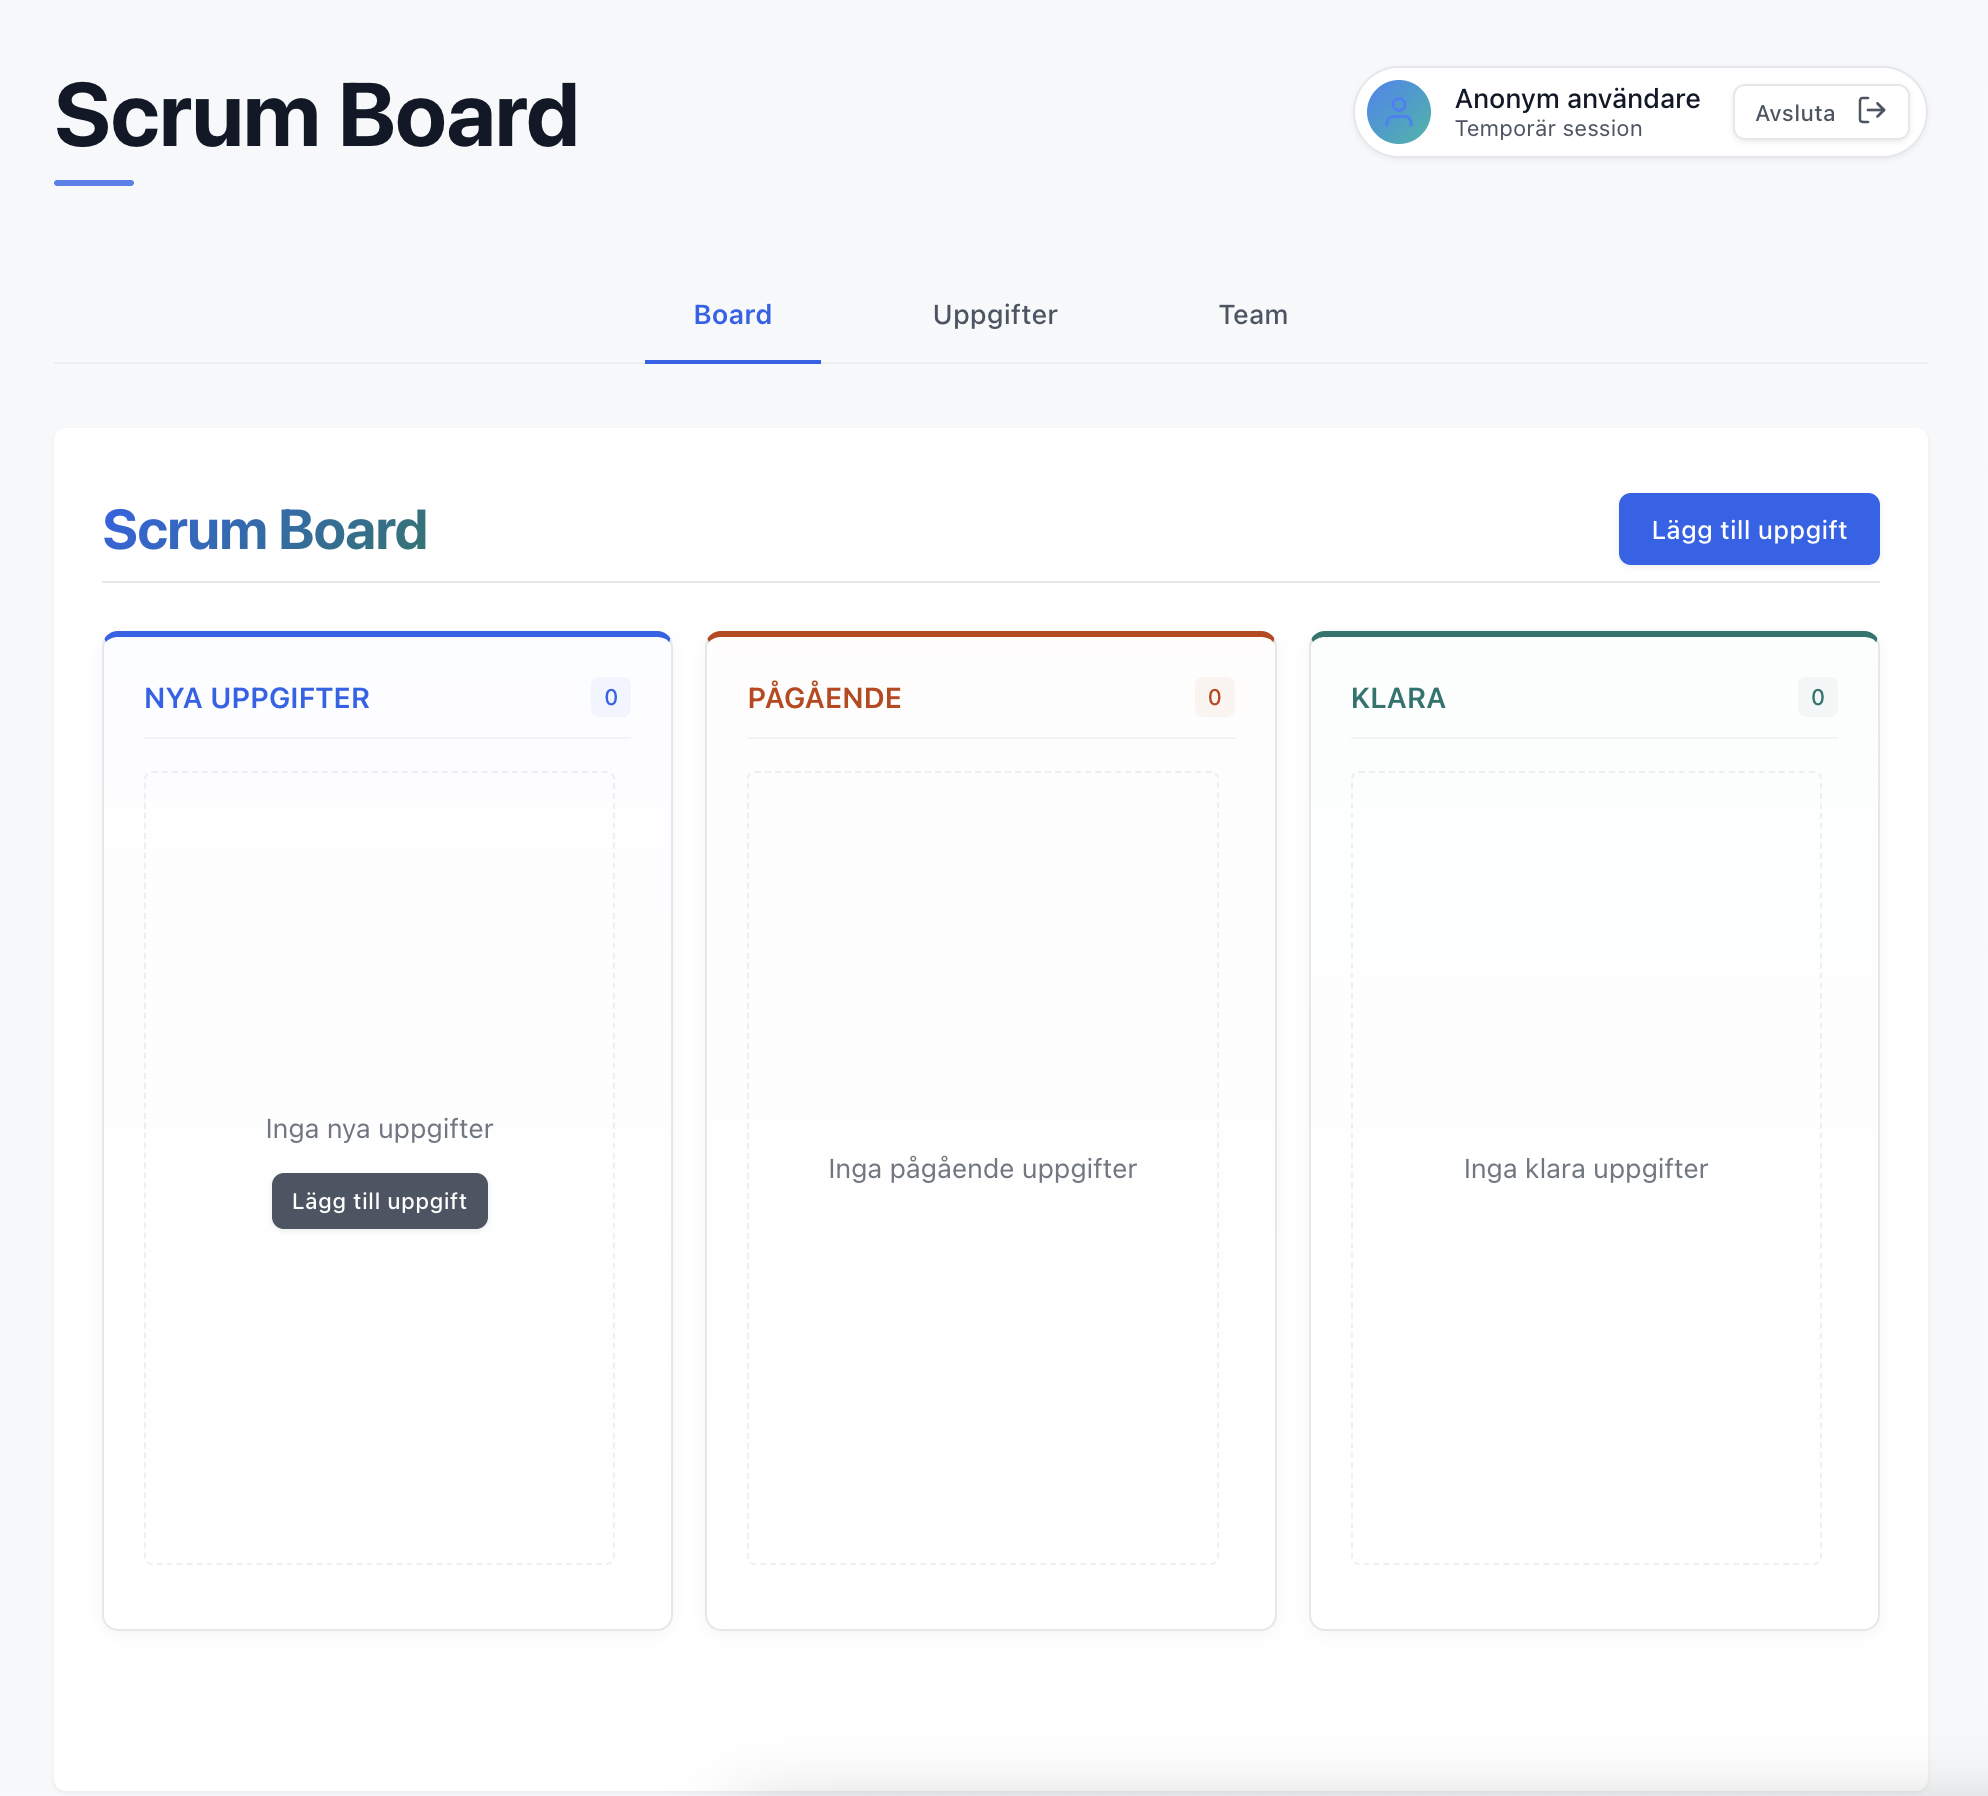 Scrum Board
Anonym användare
Temporär session
Avsluta
Board
Uppgifter
Team
Scrum Board
Lägg till uppgift
NYA UPPGIFTER
0
Inga nya uppgifter
Lägg till uppgift
PÅGÅENDE
0
Inga pågående uppgifter
KLARA
0
Inga klara uppgifter